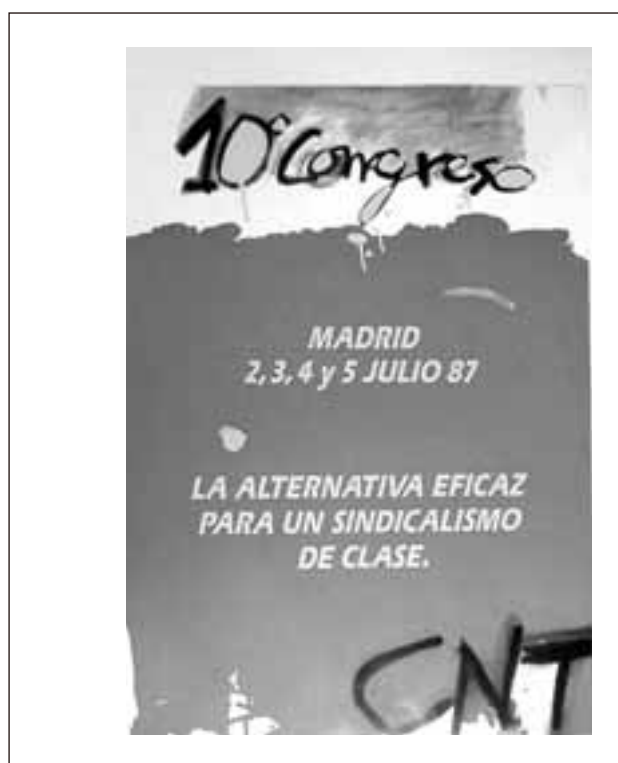 10º Congreso
MADRID
2, 3, 4 y 5 JULIO 87
LA ALTERNATIVA EFICAZ
PARA UN SINDICALISMO
DE CLASE.
CNT